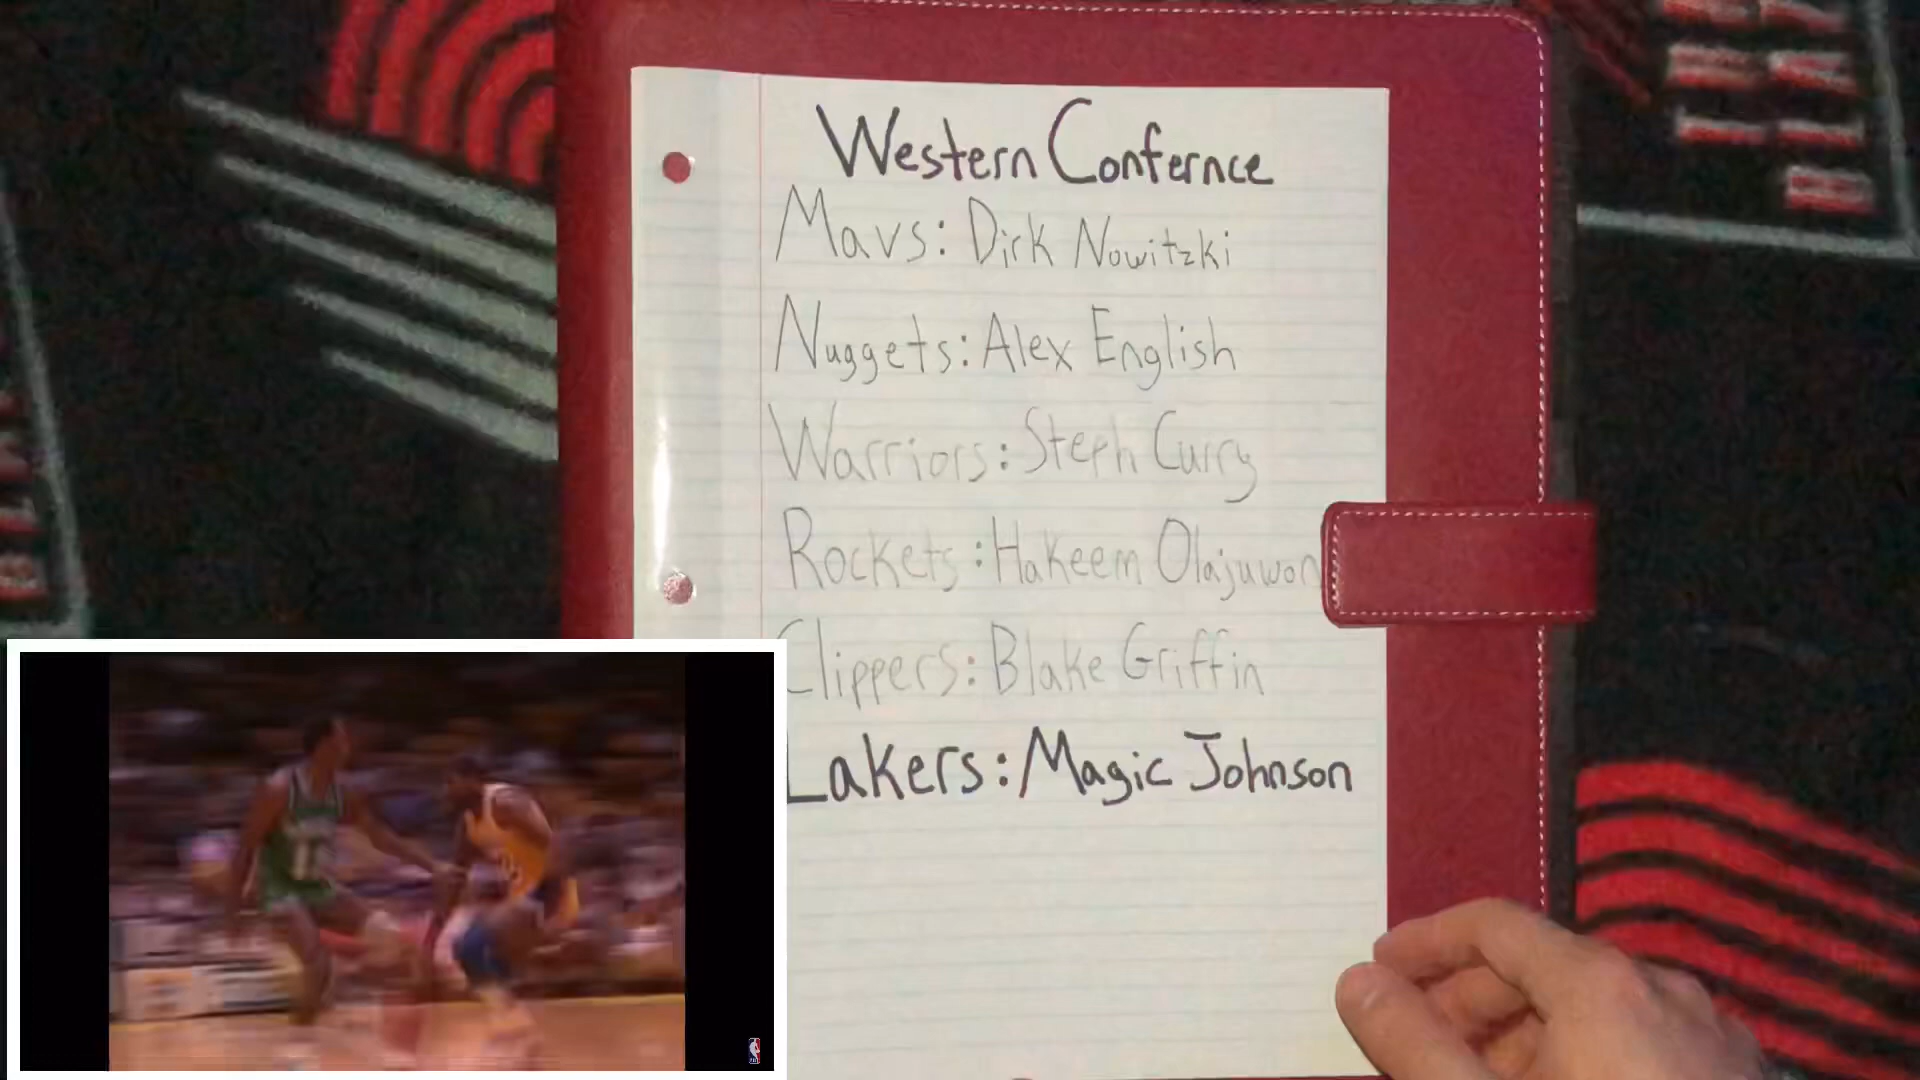 Western Confernce
Mavs: Dirk Nowitzki
Nuggets: Alex English
Warriors: Steph Curry
Rockets: Hakeem Olajuwon
Clippers: Blake Griffin
Lakers: Magic Johnson